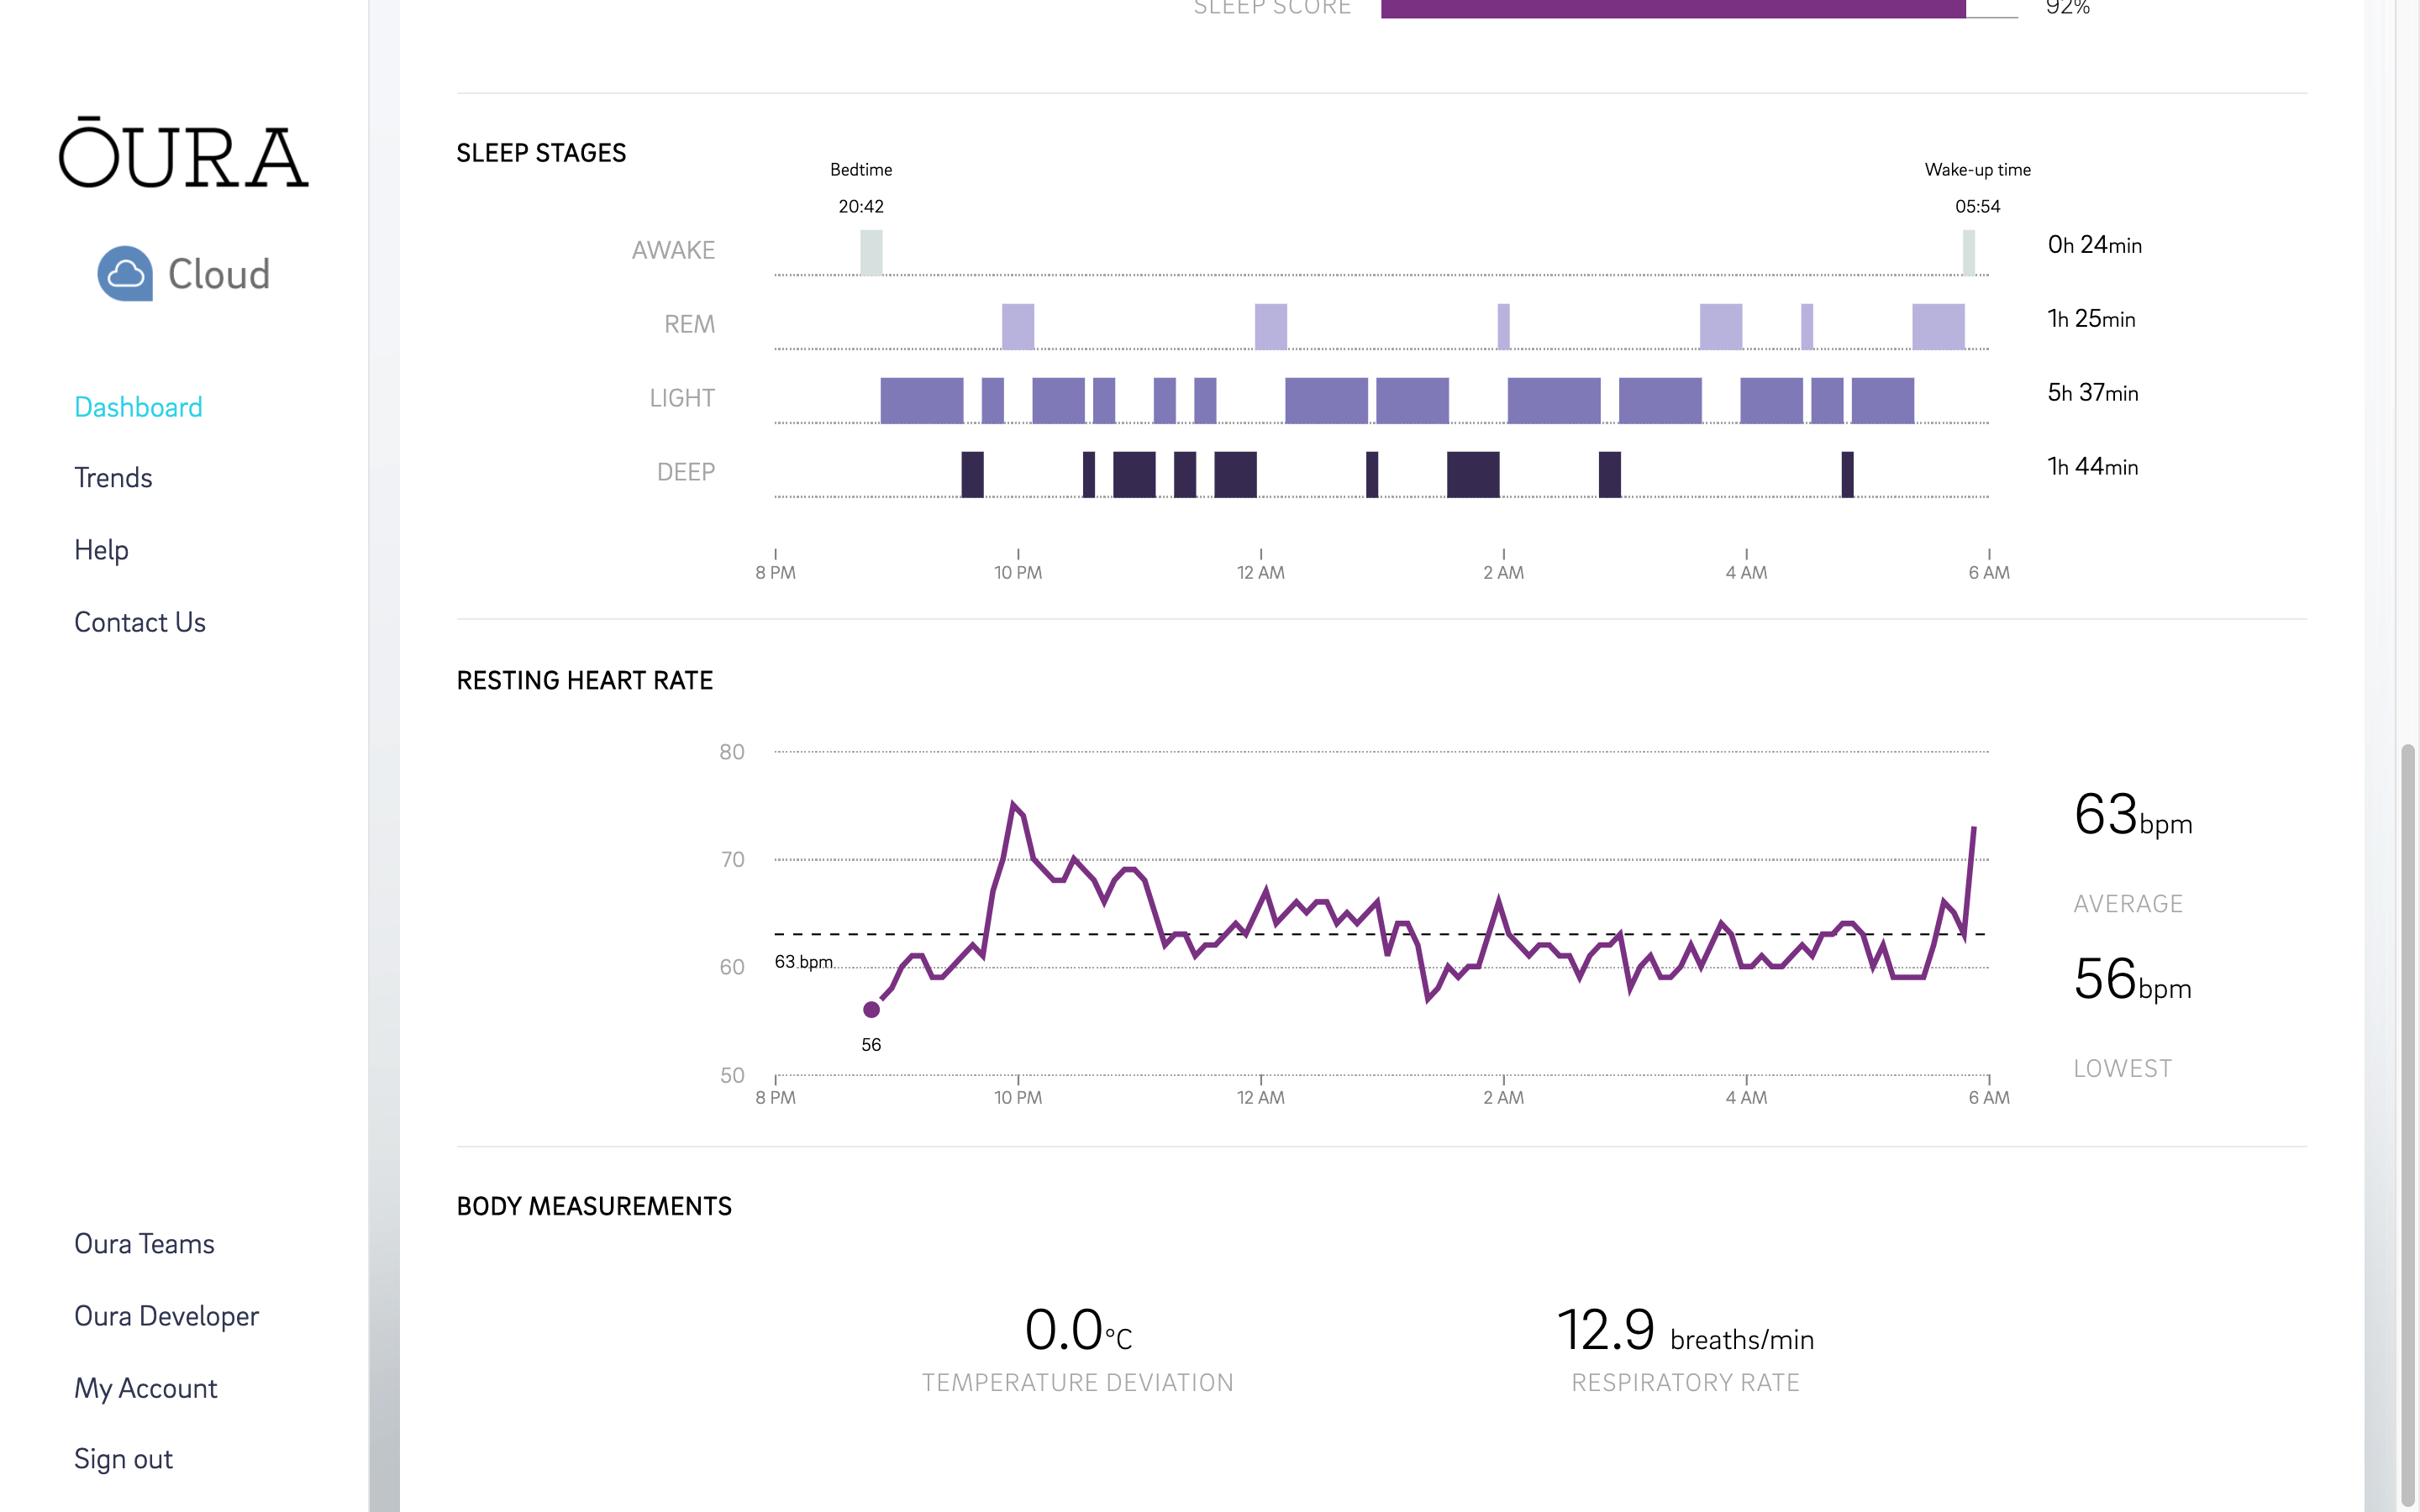 SLEEP SCORE 92%
ŌURA
Cloud
Dashboard
Trends
Help
Contact Us
Oura Teams
Oura Developer
My Account
Sign out
SLEEP STAGES
Bedtime
20:42
Wake-up time
05:54
AWAKE 0h 24min
REM 1h 25min
LIGHT 5h 37min
DEEP 1h 44min
8 PM 10 PM 12 AM 2 AM 4 AM 6 AM
RESTING HEART RATE
80
70
63 bpm
60
56
50
8 PM 10 PM 12 AM 2 AM 4 AM 6 AM
63bpm
AVERAGE
56bpm
LOWEST
BODY MEASUREMENTS
0.0°C
TEMPERATURE DEVIATION
12.9 breaths/min
RESPIRATORY RATE